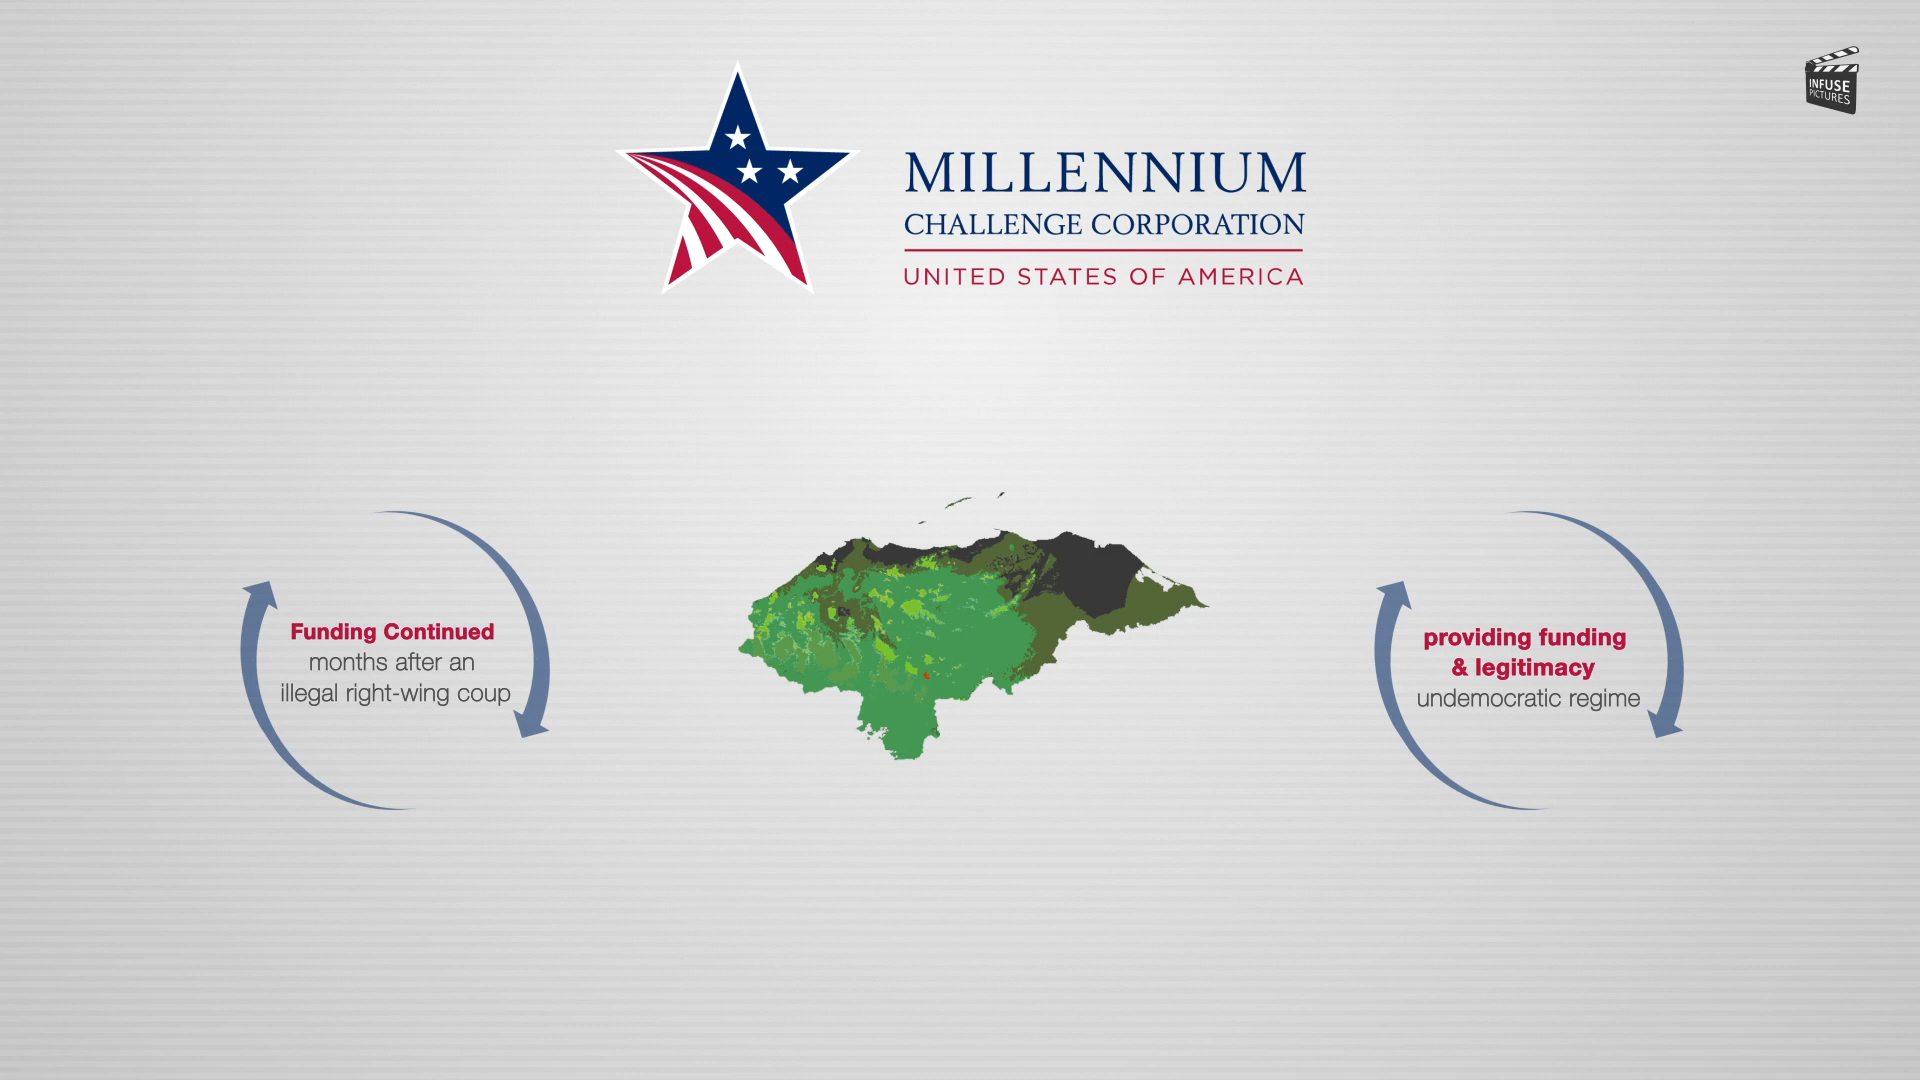 INFUSE
PICTURES
MILLENNIUM
CHALLENGE CORPORATION
UNITED STATES OF AMERICA
Funding Continued
months after an
illegal right-wing coup
providing funding
& legitimacy
undemocratic regime